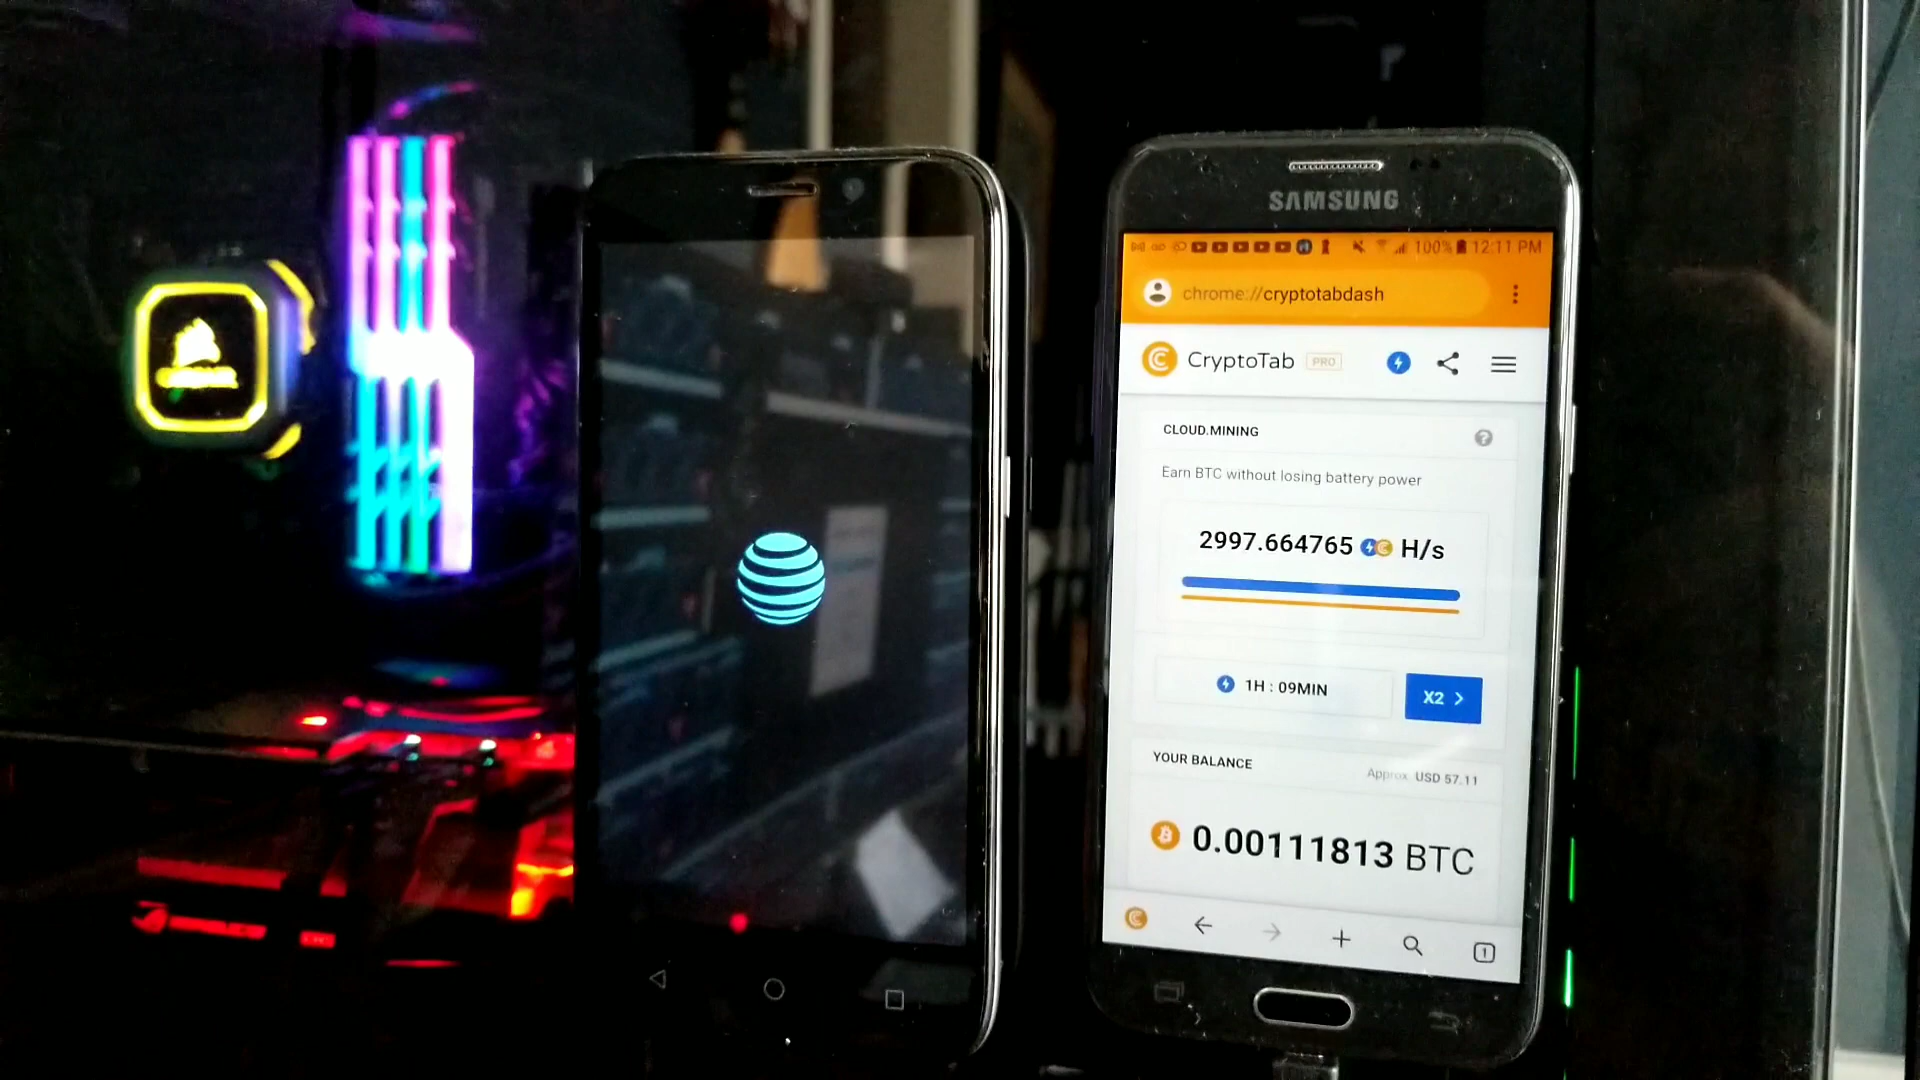 SAMSUNG
100% 12:11 PM
chrome://cryptotabdash
CryptoTab PRO
CLOUD.MINING
?
Earn BTC without losing battery power
2997.664765 H/s
1H : 09MIN
X2 >
YOUR BALANCE
Approx. USD 57.11
0.00111813 BTC
1